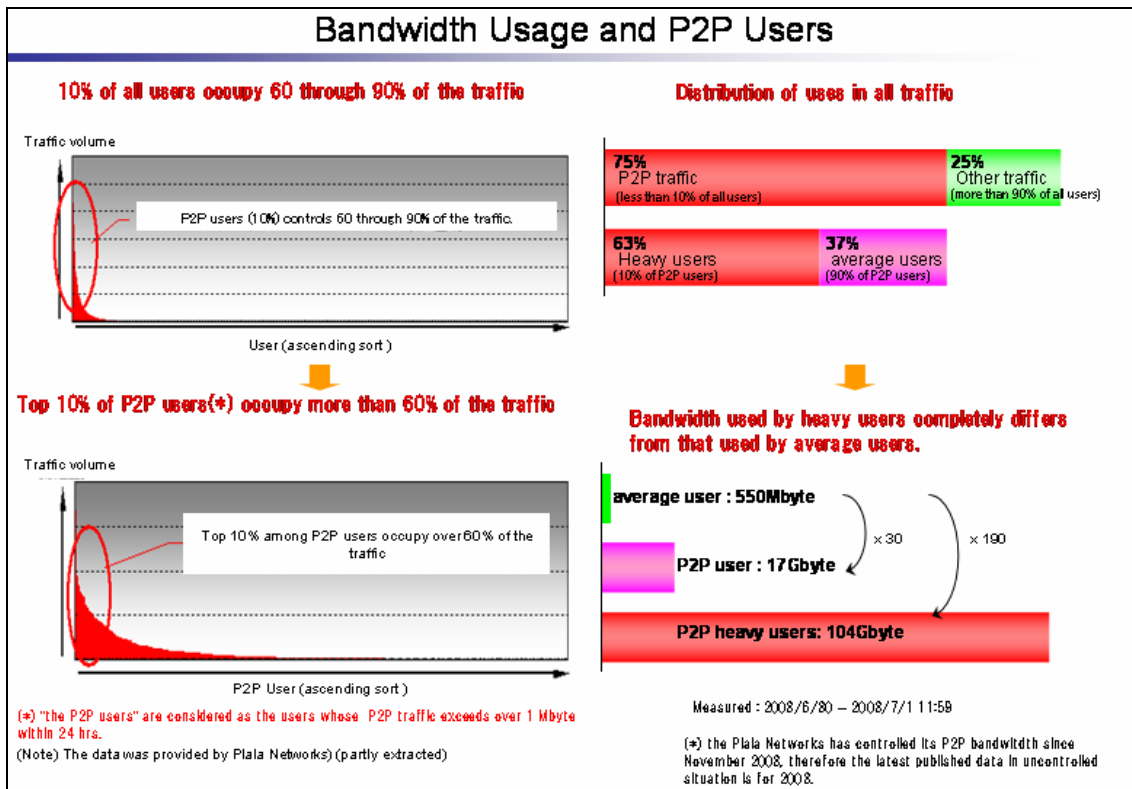 Bandwidth Usage and P2P Users
10% of all users occupy 60 through 90% of the traffic
Traffic volume
P2P users (10%) controls 60 through 90% of the traffic.
User (ascending sort )
Top 10% of P2P users(*) occupy more than 60% of the traffic
Traffic volume
Top 10% among P2P users occupy over 60% of the
traffic
P2P User (ascending sort )
(*) "the P2P users" are considered as the users whose P2P traffic exceeds over 1 Mbyte
within 24 hrs.
(Note) The data was provided by Plala Networks) (partly extracted)
Distribution of uses in all traffic
75%
P2P traffic
(less than 10% of all users)
25%
Other traffic
(more than 90% of all users)
63%
Heavy users
(10% of P2P users)
37%
average users
(90% of P2P users)
Bandwidth used by heavy users completely differs
from that used by average users.
average user : 550Mbyte
P2P user : 17Gbyte
P2P heavy users: 104Gbyte
× 30
× 190
Measured : 2008/6/80 – 2008/7/1 11:59
(*) the Plala Networks has controlled its P2P bandwitdth since
November 2008, therefore the latest published data in uncontrolled
situation is for 2008.